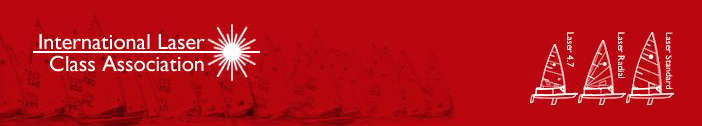 International Laser
Class Association
Laser 4.7
Laser Radial
Laser Standard